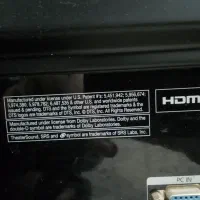 Manufactured under license under U.S. Patent #'s: 5,451,942; 5,956,674;
5,974,380; 5,978,762; 6,487,535 & other U.S. and worldwide patents
issued & pending. DTS and the Symbol are registered trademarks & the
DTS logos are trademarks of DTS, Inc. © DTS, Inc. All Rights Reserved.
Manufactured under license from Dolby Laboratories. Dolby and the
double-D symbol are trademarks of Dolby Laboratories.
TheaterSound, SRS and symbol are trademarks of SRS Labs, Inc.
HDMI
PC IN